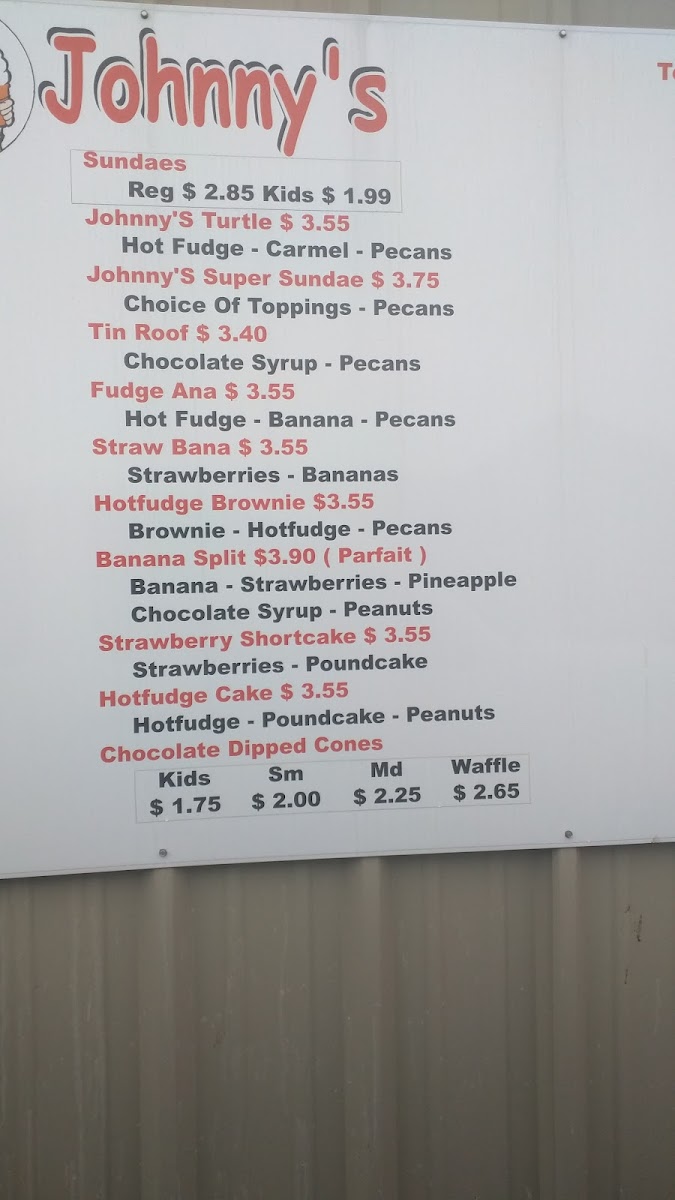 Johnny's
Sundaes
Reg $ 2.85 Kids $ 1.99
Johnny'S Turtle $ 3.55
Hot Fudge - Carmel - Pecans
Johnny'S Super Sundae $ 3.75
Choice Of Toppings - Pecans
Tin Roof $ 3.40
Chocolate Syrup - Pecans
Fudge Ana $ 3.55
Hot Fudge - Banana - Pecans
Straw Bana $ 3.55
Strawberries - Bananas
Hotfudge Brownie $3.55
Brownie - Hotfudge - Pecans
Banana Split $3.90 ( Parfait )
Banana - Strawberries - Pineapple
Chocolate Syrup - Peanuts
Strawberry Shortcake $ 3.55
Strawberries - Poundcake
Hotfudge Cake $ 3.55
Hotfudge - Poundcake - Peanuts
Chocolate Dipped Cones
Kids Sm Md Waffle
$ 1.75 $ 2.00 $ 2.25 $ 2.65